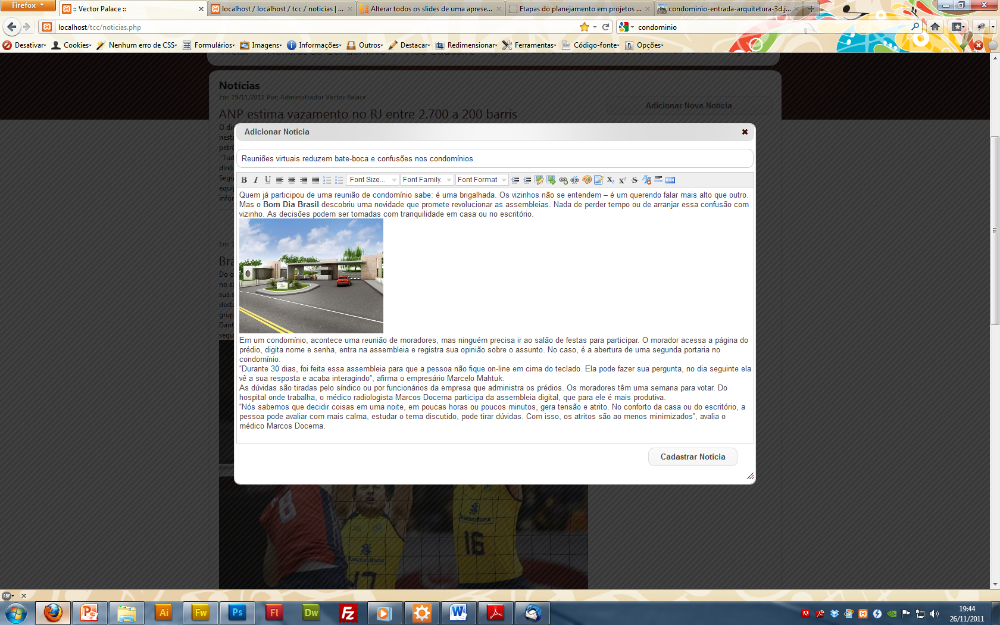 Firefox
:: Vector Palace ::
localhost / localhost / tcc / noticias | ...
Alterar todos os slides de uma aprese...
Etapas do planejamento em projetos ...
condominio-entrada-arquitetura-3d.j...
localhost/tcc/noticias.php
condominio
Desativar
Cookies
Nenhum erro de CSS
Formulários
Imagens
Informações
Outros
Destacar
Redimensionar
Ferramentas
Código-fonte
Opções
Notícias
Em: 19/11/2011 Por: Administrador Vector Palace
Adicionar Nova Notícia
ANP estima vazamento no RJ entre 2.700 a 200 barris
Adicionar Notícia
Reuniões virtuais reduzem bate-boca e confusões nos condomínios
B I U Font Size... Font Family. Font Format
Quem já participou de uma reunião de condomínio sabe: é uma brigalhada. Os vizinhos não se entendem – é um querendo falar mais alto que outro.
Mas o Bom Dia Brasil descobriu uma novidade que promete revolucionar as assembleias. Nada de perder tempo ou de arranjar essa confusão com
vizinho. As decisões podem ser tomadas com tranquilidade em casa ou no escritório.
Em um condomínio, acontece uma reunião de moradores, mas ninguém precisa ir ao salão de festas para participar. O morador acessa a página do
prédio, digita nome e senha, entra na assembleia e registra sua opinião sobre o assunto. No caso, é a abertura de uma segunda portaria no
condomínio.
“Durante 30 dias, foi feita essa assembleia para que a pessoa não fique on-line em cima do teclado. Ela pode fazer sua pergunta, no dia seguinte ela
vê a sua resposta e acaba interagindo”, afirma o empresário Marcelo Mahtuk.
As dúvidas são tiradas pelo síndico ou por funcionários da empresa que administra os prédios. Os moradores têm uma semana para votar. Do
hospital onde trabalha, o médico radiologista Marcos Docema participa da assembleia digital, que para ele é mais produtiva.
“Nós sabemos que decidir coisas em uma noite, em poucas horas ou poucos minutos, gera tensão e atrito. No conforto da casa ou do escritório, a
pessoa pode avaliar com mais calma, estudar o tema discutido, pode tirar dúvidas. Com isso, os atritos são ao menos minimizados”, avalia o
médico Marcos Docema.
Cadastrar Notícia
BANCO DO BRASIL
BANCO DO BRASIL
16
17
8
ABP
Ai
Fw
Ps
Fl
Dw
Fz
19:44
26/11/2011